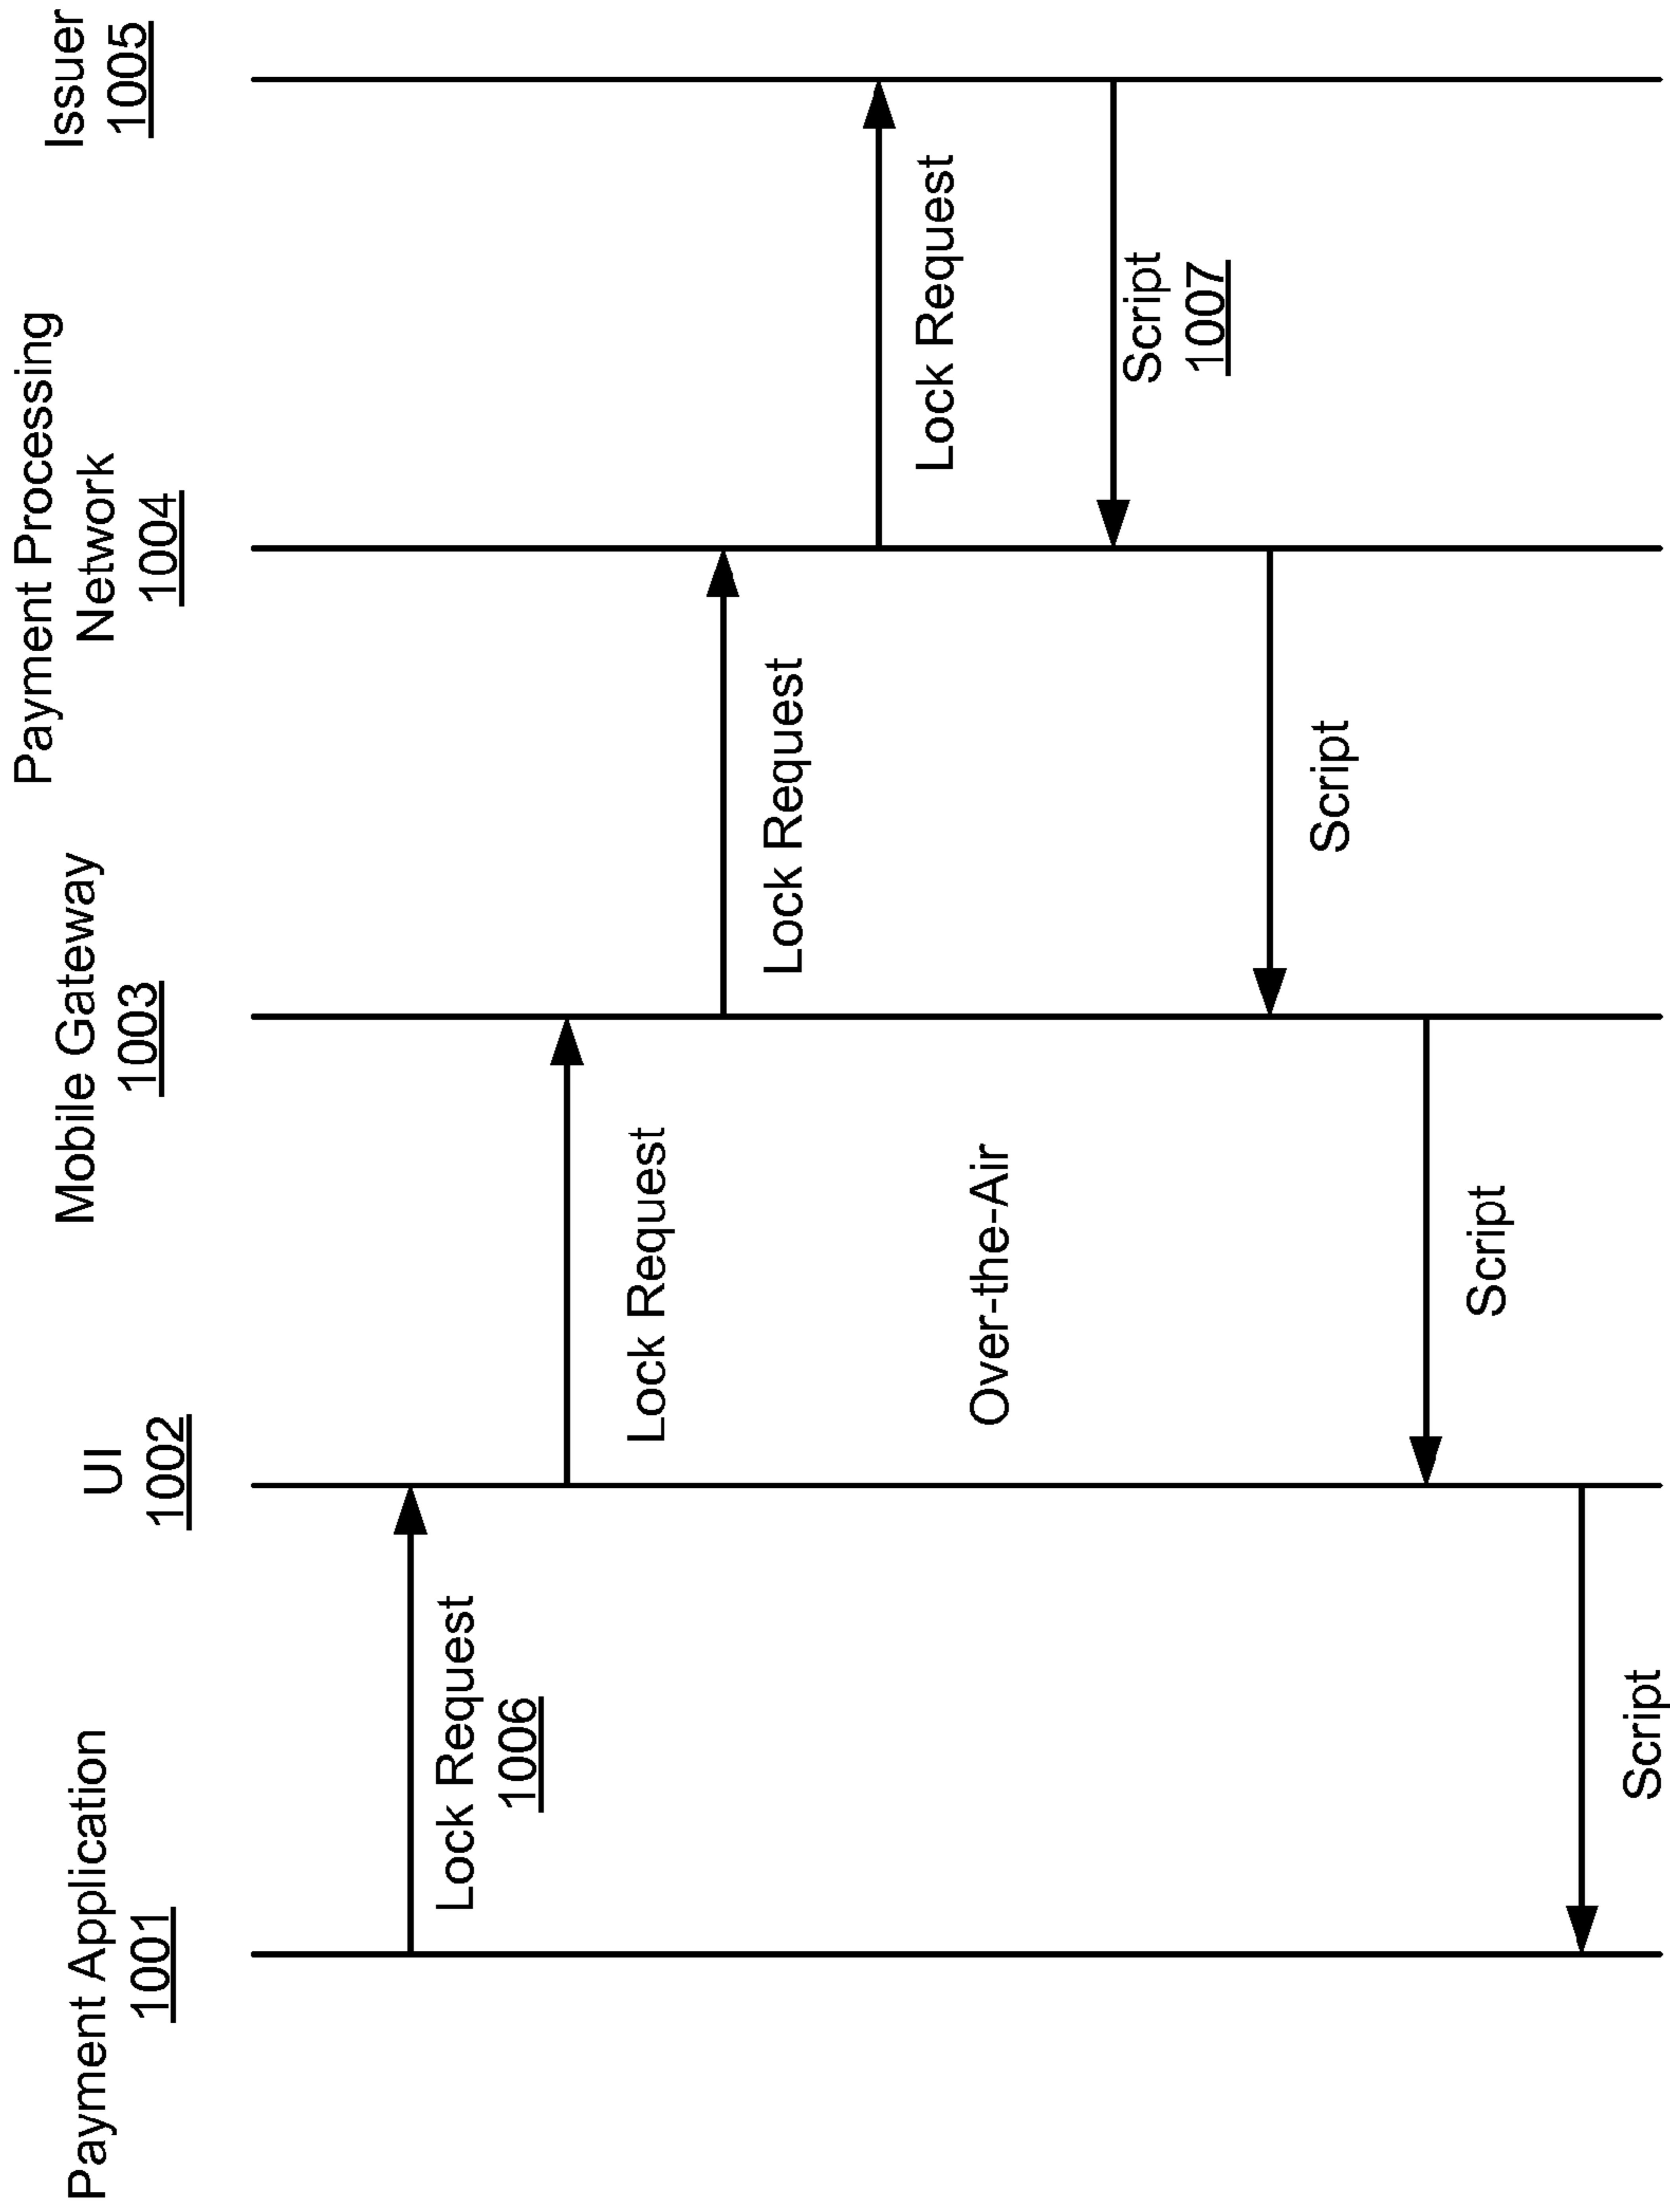 Payment Application
1001
UI
1002
Mobile Gateway
1003
Payment Processing
Network
1004
Issuer
1005
Lock Request
1006
Lock Request
Lock Request
Lock Request
Over-the-Air
Script
1007
Script
Script
Script